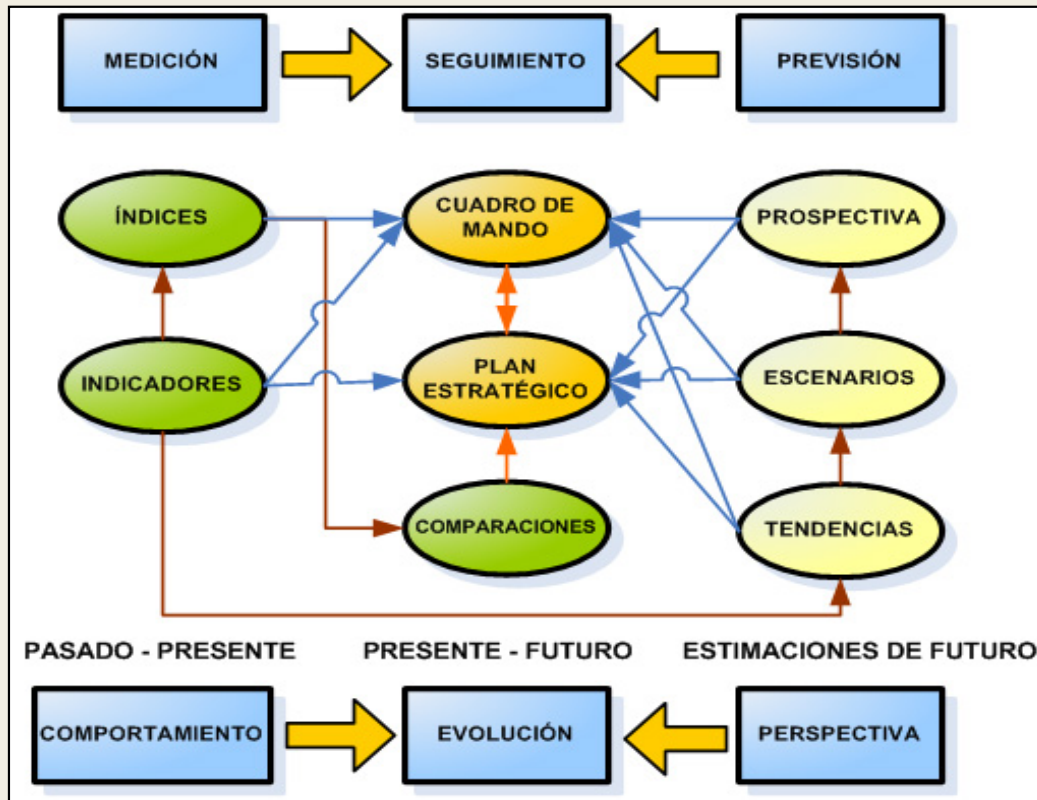 MEDICIÓN
SEGUIMIENTO
PREVISIÓN
ÍNDICES
CUADRO DE
MANDO
PROSPECTIVA
INDICADORES
PLAN
ESTRATÉGICO
ESCENARIOS
COMPARACIONES
TENDENCIAS
PASADO - PRESENTE
PRESENTE - FUTURO
ESTIMACIONES DE FUTURO
COMPORTAMIENTO
EVOLUCIÓN
PERSPECTIVA